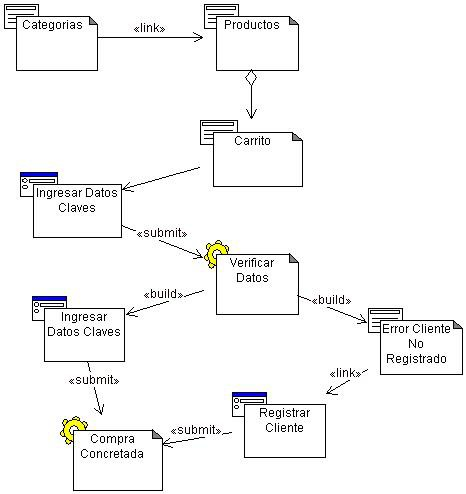 Categorias
«link»
Productos
Carrito
Ingresar Datos
Claves
«submit»
Verificar
Datos
«build»
«build»
Ingresar
Datos Claves
Error Cliente
No
Registrado
«submit»
«link»
Registrar
Cliente
«submit»
Compra
Concretada